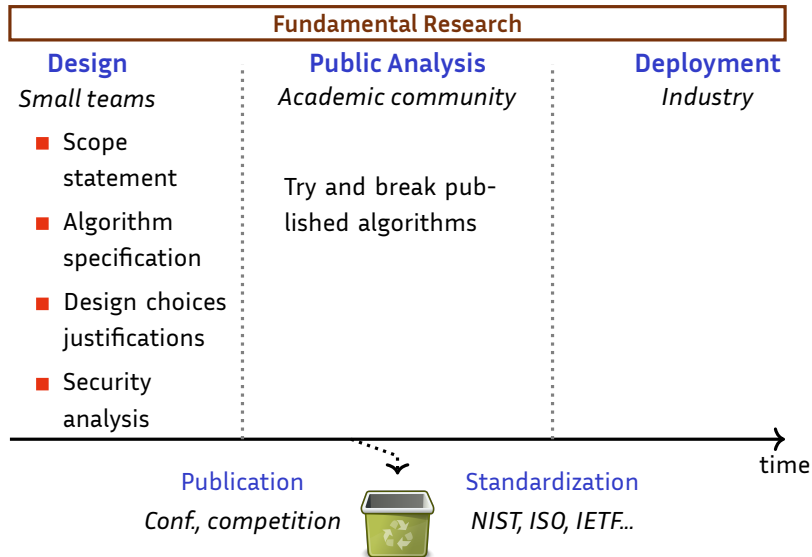 Fundamental Research
Design
Small teams
Scope
statement
Algorithm
specification
Design choices
justifications
Security
analysis
Public Analysis
Academic community
Try and break pub-
lished algorithms
Deployment
Industry
time
Publication
Conf., competition
Standardization
NIST, ISO, IETF...